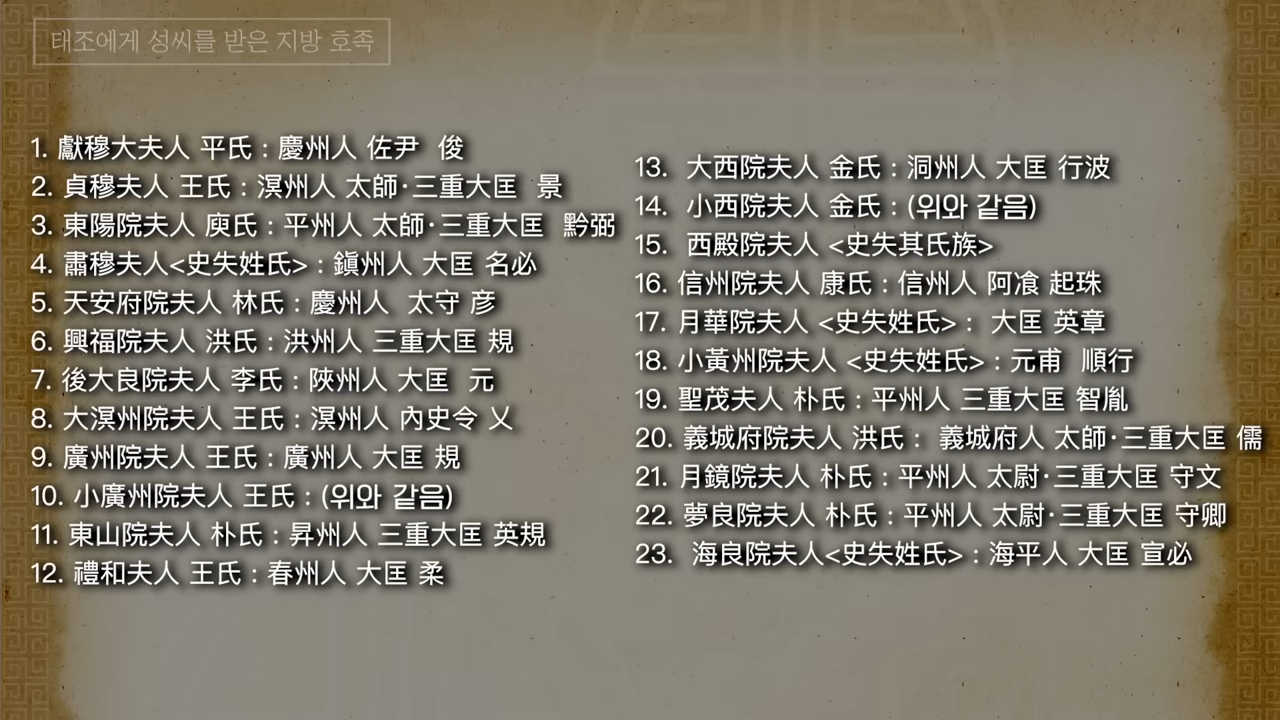 태조에게 성씨를 받은 지방 호족
1. 獻穆大夫人 平氏 : 慶州人 佐尹 俊
2. 貞穆夫人 王氏 : 溟州人 太師·三重大匡 景
3. 東陽院夫人 庾氏 : 平州人 太師·三重大匡 黔弼
4. 肅穆夫人<史失姓氏> : 鎭州人 大匡 名必
5. 天安府院夫人 林氏 : 慶州人 太守 彦
6. 興福院夫人 洪氏 : 洪州人 三重大匡 規
7. 後大良院夫人 李氏 : 陜州人 大匡 元
8. 大溟州院夫人 王氏 : 溟州人 內史令 乂
9. 廣州院夫人 王氏 : 廣州人 大匡 規
10. 小廣州院夫人 王氏 : (위와 같음)
11. 東山院夫人 朴氏 : 昇州人 三重大匡 英規
12. 禮和夫人 王氏 : 春州人 大匡 柔
13. 大西院夫人 金氏 : 洞州人 大匡 行波
14. 小西院夫人 金氏 : (위와 같음)
15. 西殿院夫人 <史失其氏族>
16. 信州院夫人 康氏 : 信州人 阿飡 起珠
17. 月華院夫人 <史失姓氏> : 大匡 英章
18. 小黃州院夫人 <史失姓氏> : 元甫 順行
19. 聖茂夫人 朴氏 : 平州人 三重大匡 智胤
20. 義城府院夫人 洪氏 : 義城府人 太師·三重大匡 儒
21. 月鏡院夫人 朴氏 : 平州人 太尉·三重大匡 守文
22. 夢良院夫人 朴氏 : 平州人 太尉·三重大匡 守卿
23. 海良院夫人<史失姓氏> : 海平人 大匡 宣必